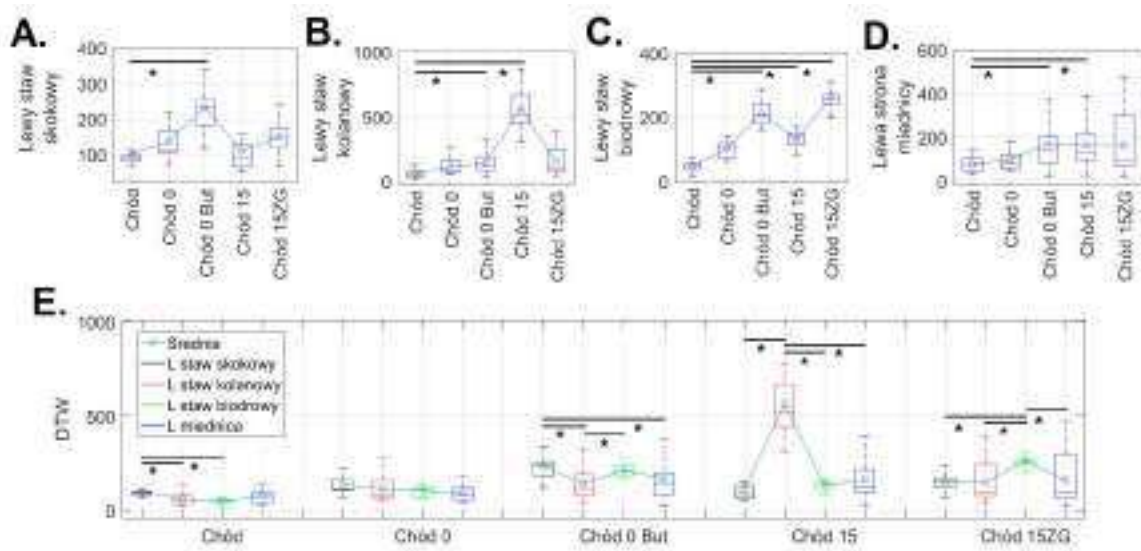 A.
400
300
200
100
Lewy staw
skokowy
*
Chód
Chód 0
Chód 0 But
Chód 15
Chód 15ZG
B.
1000
500
0
Lewy staw
kolanowy
* *
Chód
Chód 0
Chód 0 But
Chód 15
Chód 15ZG
C.
400
200
0
Lewy staw
biodrowy
* * *
Chód
Chód 0
Chód 0 But
Chód 15
Chód 15ZG
D.
600
400
200
0
Lewa strona
miednicy
* *
Chód
Chód 0
Chód 0 But
Chód 15
Chód 15ZG
E.
1000
500
0
DTW
Średnia
L staw skokowy
L staw kolanowy
L staw biodrowy
L miednica
* *
* * *
* * *
* * *
Chód Chód 0 Chód 0 But Chód 15 Chód 15ZG